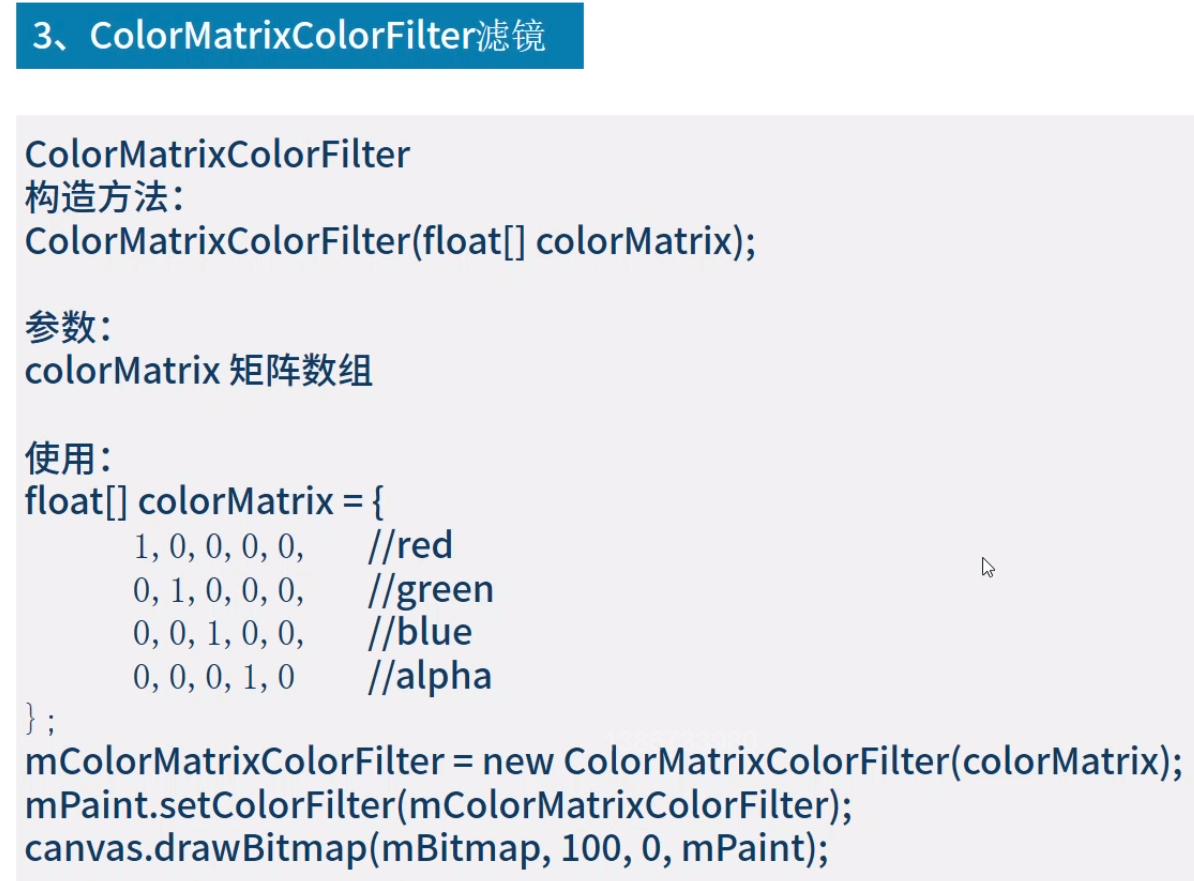 3、ColorMatrixColorFilter滤镜
ColorMatrixColorFilter
构造方法：
ColorMatrixColorFilter(float[] colorMatrix);
参数：
colorMatrix 矩阵数组
使用：
float[] colorMatrix = {
1, 0, 0, 0, 0, //red
0, 1, 0, 0, 0, //green
0, 0, 1, 0, 0, //blue
0, 0, 0, 1, 0 //alpha
};
mColorMatrixColorFilter = new ColorMatrixColorFilter(colorMatrix);
mPaint.setColorFilter(mColorMatrixColorFilter);
canvas.drawBitmap(mBitmap, 100, 0, mPaint);